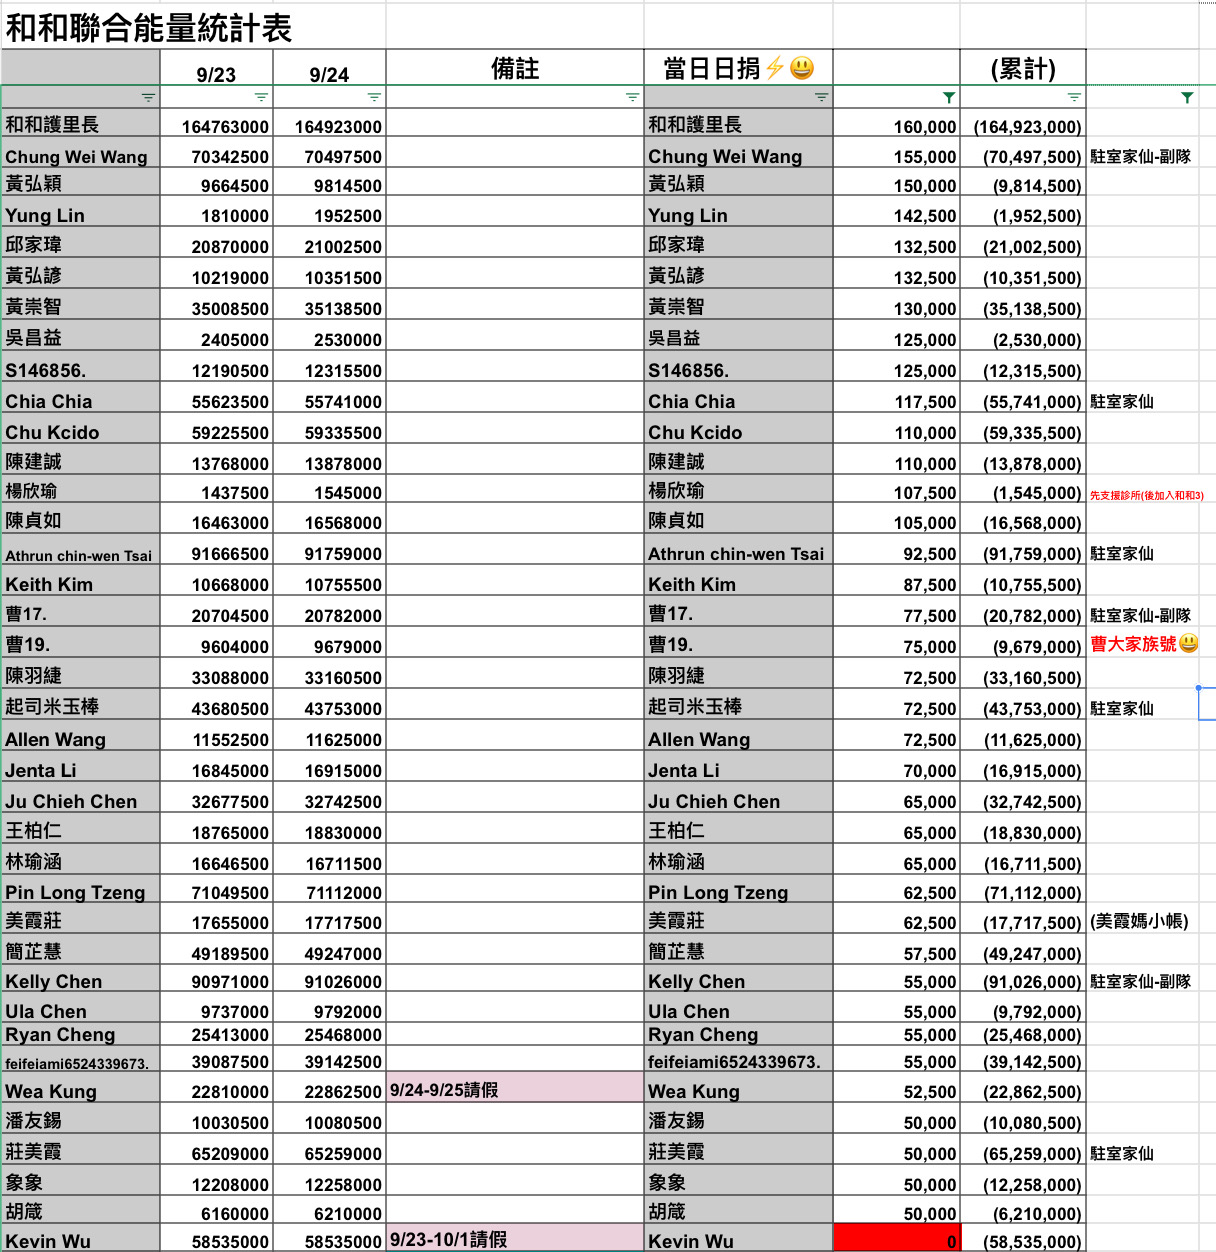 和和聯合能量統計表
9/23 9/24 備註 當日日捐⚡😃 (累計)
和和護里長 164763000 164923000 和和護里長 160,000 (164,923,000)
Chung Wei Wang 70342500 70497500 Chung Wei Wang 155,000 (70,497,500) 駐室家仙-副隊
黃弘穎 9664500 9814500 黃弘穎 150,000 (9,814,500)
Yung Lin 1810000 1952500 Yung Lin 142,500 (1,952,500)
邱家瑋 20870000 21002500 邱家瑋 132,500 (21,002,500)
黃弘諺 10219000 10351500 黃弘諺 132,500 (10,351,500)
黃崇智 35008500 35138500 黃崇智 130,000 (35,138,500)
吳昌益 2405000 2530000 吳昌益 125,000 (2,530,000)
S146856. 12190500 12315500 S146856. 125,000 (12,315,500)
Chia Chia 55623500 55741000 Chia Chia 117,500 (55,741,000) 駐室家仙
Chu Kcido 59225500 59335500 Chu Kcido 110,000 (59,335,500)
陳建誠 13768000 13878000 陳建誠 110,000 (13,878,000)
楊欣瑜 1437500 1545000 楊欣瑜 107,500 (1,545,000) 先支援診所(後加入和和3)
陳貞如 16463000 16568000 陳貞如 105,000 (16,568,000)
Athrun chin-wen Tsai 91666500 91759000 Athrun chin-wen Tsai 92,500 (91,759,000) 駐室家仙
Keith Kim 10668000 10755500 Keith Kim 87,500 (10,755,500)
曹17. 20704500 20782000 曹17. 77,500 (20,782,000) 駐室家仙-副隊
曹19. 9604000 9679000 曹19. 75,000 (9,679,000) 曹大家族號😃
陳羽緁 33088000 33160500 陳羽緁 72,500 (33,160,500)
起司米玉棒 43680500 43753000 起司米玉棒 72,500 (43,753,000) 駐室家仙
Allen Wang 11552500 11625000 Allen Wang 72,500 (11,625,000)
Jenta Li 16845000 16915000 Jenta Li 70,000 (16,915,000)
Ju Chieh Chen 32677500 32742500 Ju Chieh Chen 65,000 (32,742,500)
王柏仁 18765000 18830000 王柏仁 65,000 (18,830,000)
林瑜涵 16646500 16711500 林瑜涵 65,000 (16,711,500)
Pin Long Tzeng 71049500 71112000 Pin Long Tzeng 62,500 (71,112,000)
美霞莊 17655000 17717500 美霞莊 62,500 (17,717,500) (美霞媽小帳)
簡芷慧 49189500 49247000 簡芷慧 57,500 (49,247,000)
Kelly Chen 90971000 91026000 Kelly Chen 55,000 (91,026,000) 駐室家仙-副隊
Ula Chen 9737000 9792000 Ula Chen 55,000 (9,792,000)
Ryan Cheng 25413000 25468000 Ryan Cheng 55,000 (25,468,000)
feifeiami6524339673. 39087500 39142500 feifeiami6524339673. 55,000 (39,142,500)
Wea Kung 22810000 22862500 9/24-9/25請假 Wea Kung 52,500 (22,862,500)
潘友錫 10030500 10080500 潘友錫 50,000 (10,080,500)
莊美霞 65209000 65259000 莊美霞 50,000 (65,259,000) 駐室家仙
象象 12208000 12258000 象象 50,000 (12,258,000)
胡箴 6160000 6210000 胡箴 50,000 (6,210,000)
Kevin Wu 58535000 58535000 9/23-10/1請假 Kevin Wu 0 (58,535,000)